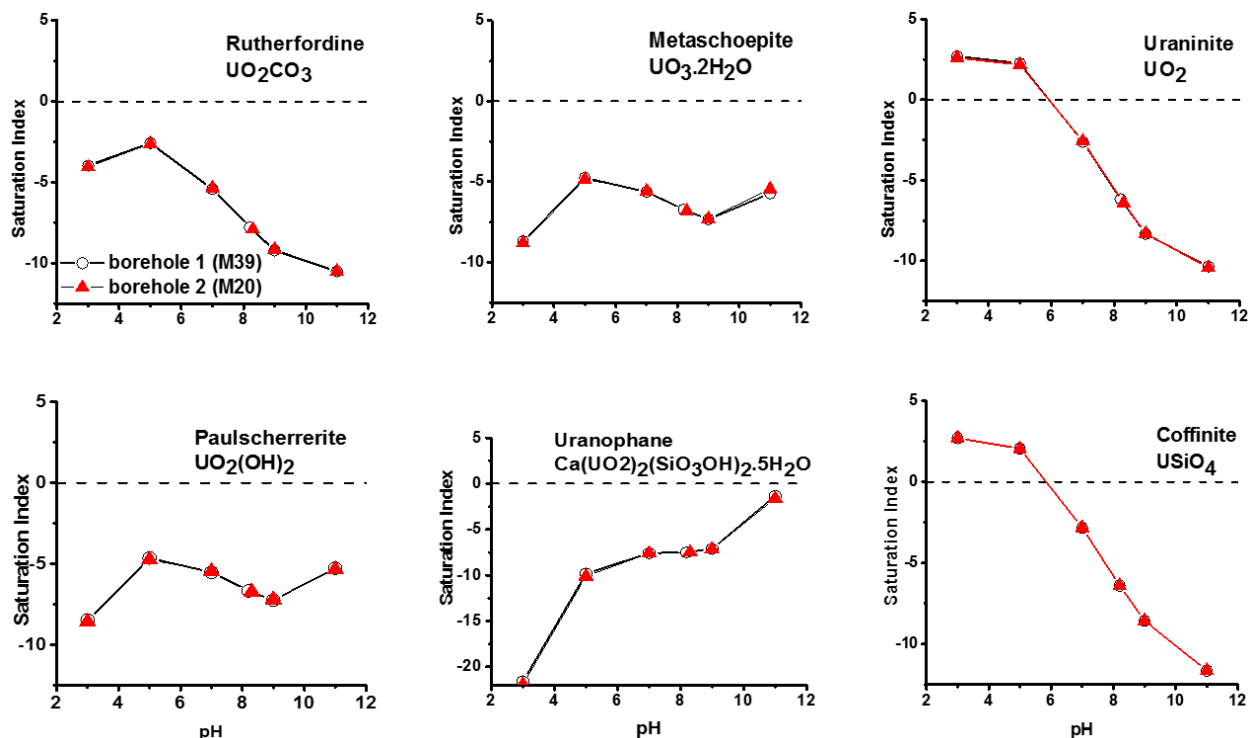 Rutherfordine
UO2CO3
Saturation Index
5
0
-5
-10
borehole 1 (M39)
borehole 2 (M20)
2 4 6 8 10 12
Metaschoepite
UO3.2H2O
Saturation Index
5
0
-5
-10
2 4 6 8 10 12
Uraninite
UO2
Saturation Index
5
0
-5
-10
2 4 6 8 10 12
Paulscherrerite
UO2(OH)2
Saturation Index
5
0
-5
-10
2 4 6 8 10 12
pH
Uranophane
Ca(UO2)2(SiO3OH)2.5H2O
Saturation Index
5
0
-5
-10
-15
-20
2 4 6 8 10 12
pH
Coffinite
USiO4
Saturation Index
5
0
-5
-10
2 4 6 8 10 12
pH